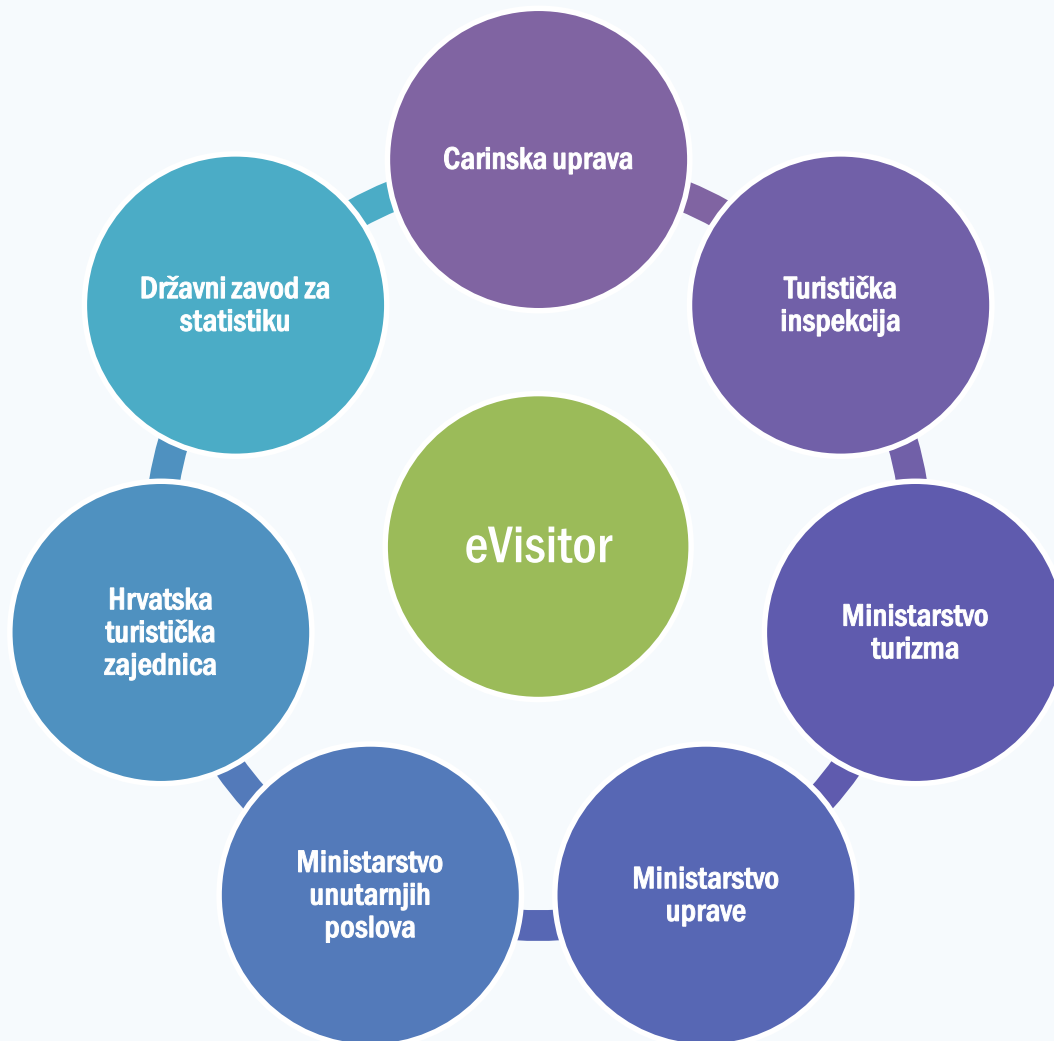 Carinska uprava
Turistička
inspekcija
Ministarstvo
turizma
Ministarstvo
uprave
Ministarstvo
unutarnjih
poslova
Hrvatska
turistička
zajednica
Državni zavod za
statistiku
eVisitor